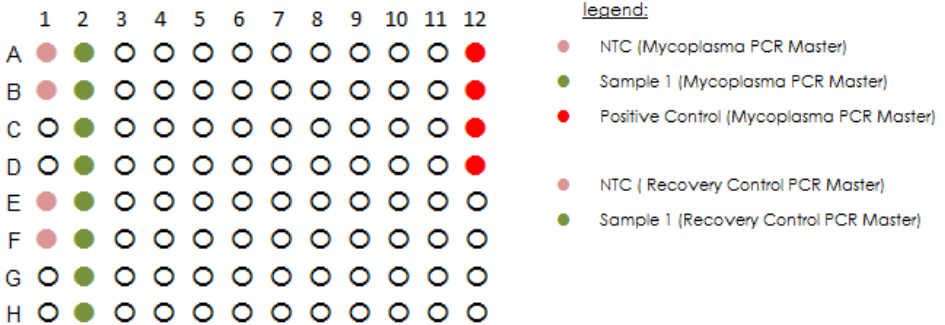 legend:
1 2 3 4 5 6 7 8 9 10 11 12
A
B
C
D
E
F
G
H
NTC (Mycoplasma PCR Master)
Sample 1 (Mycoplasma PCR Master)
Positive Control (Mycoplasma PCR Master)
NTC ( Recovery Control PCR Master)
Sample 1 (Recovery Control PCR Master)